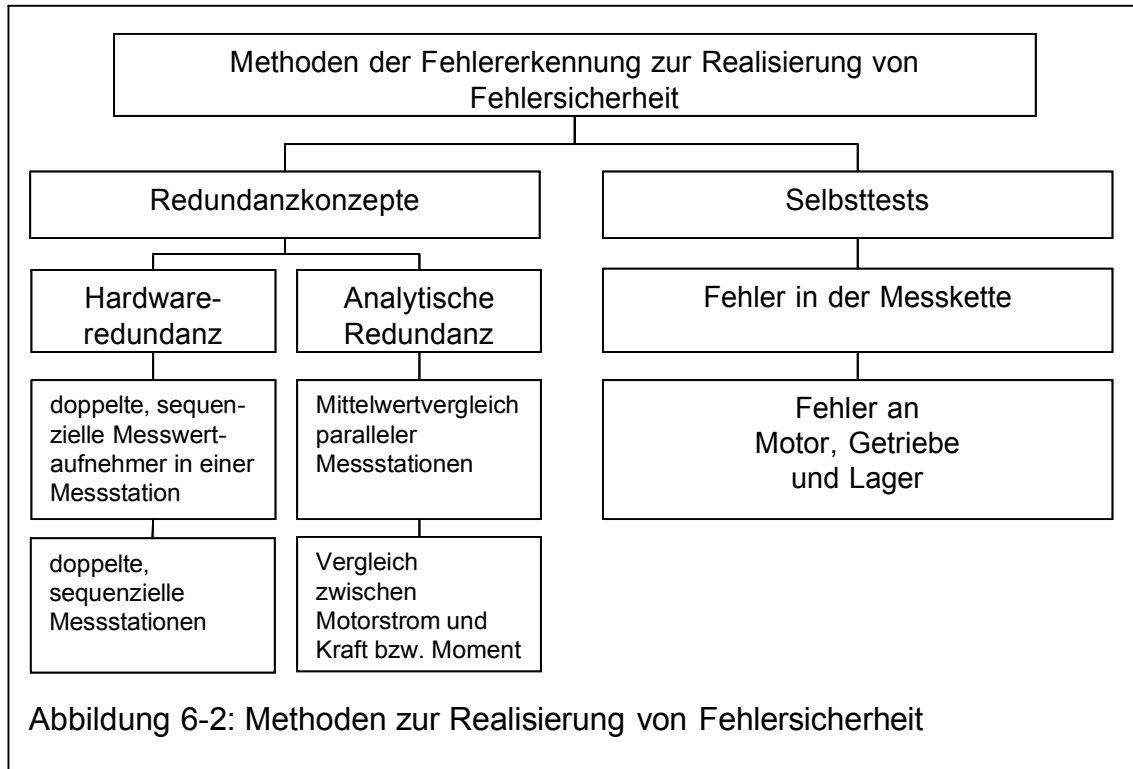 Methoden der Fehlererkennung zur Realisierung von
Fehlersicherheit
Redundanzkonzepte
Selbsttests
Hardware-
redundanz
Analytische
Redundanz
Fehler in der Messkette
doppelte, sequen-
zielle Messwert-
aufnehmer in einer
Messstation
Mittelwertvergleich
paralleler
Messstationen
Fehler an
Motor, Getriebe
und Lager
doppelte,
sequenzielle
Messstationen
Vergleich
zwischen
Motorstrom und
Kraft bzw. Moment
Abbildung 6-2: Methoden zur Realisierung von Fehlersicherheit